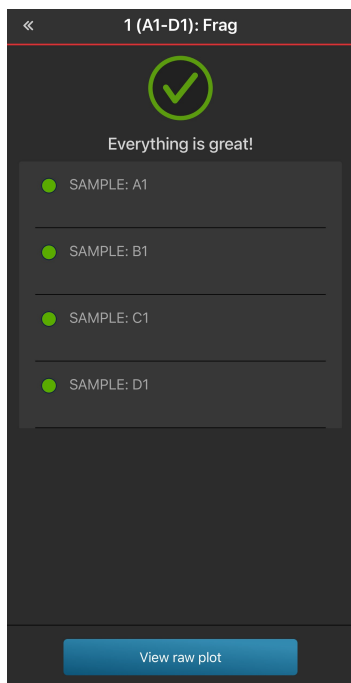 1 (A1-D1): Frag
Everything is great!
SAMPLE: A1
SAMPLE: B1
SAMPLE: C1
SAMPLE: D1
View raw plot